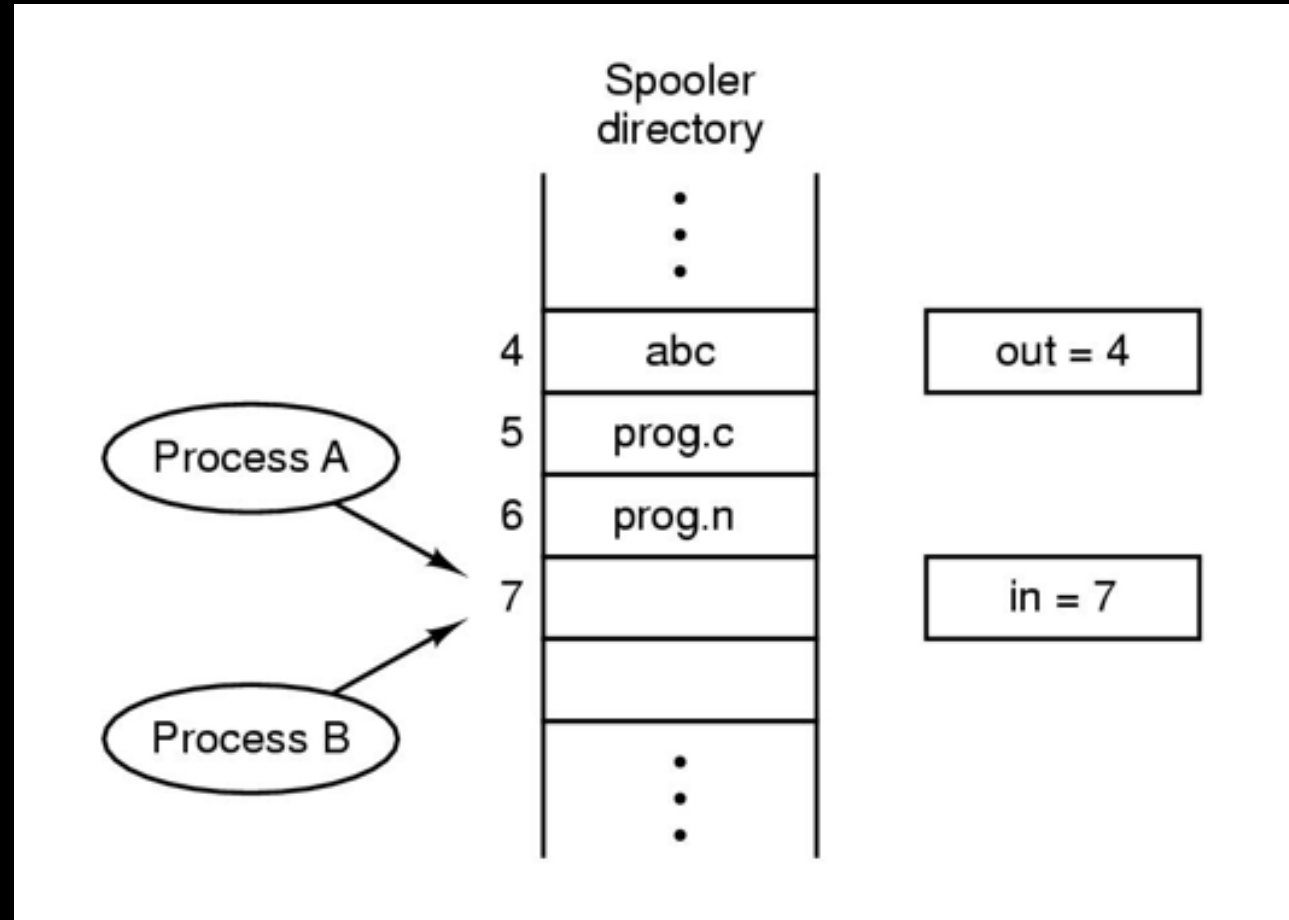 Spooler
directory
4 abc out = 4
5 prog.c
Process A
6 prog.n
7 in = 7
Process B